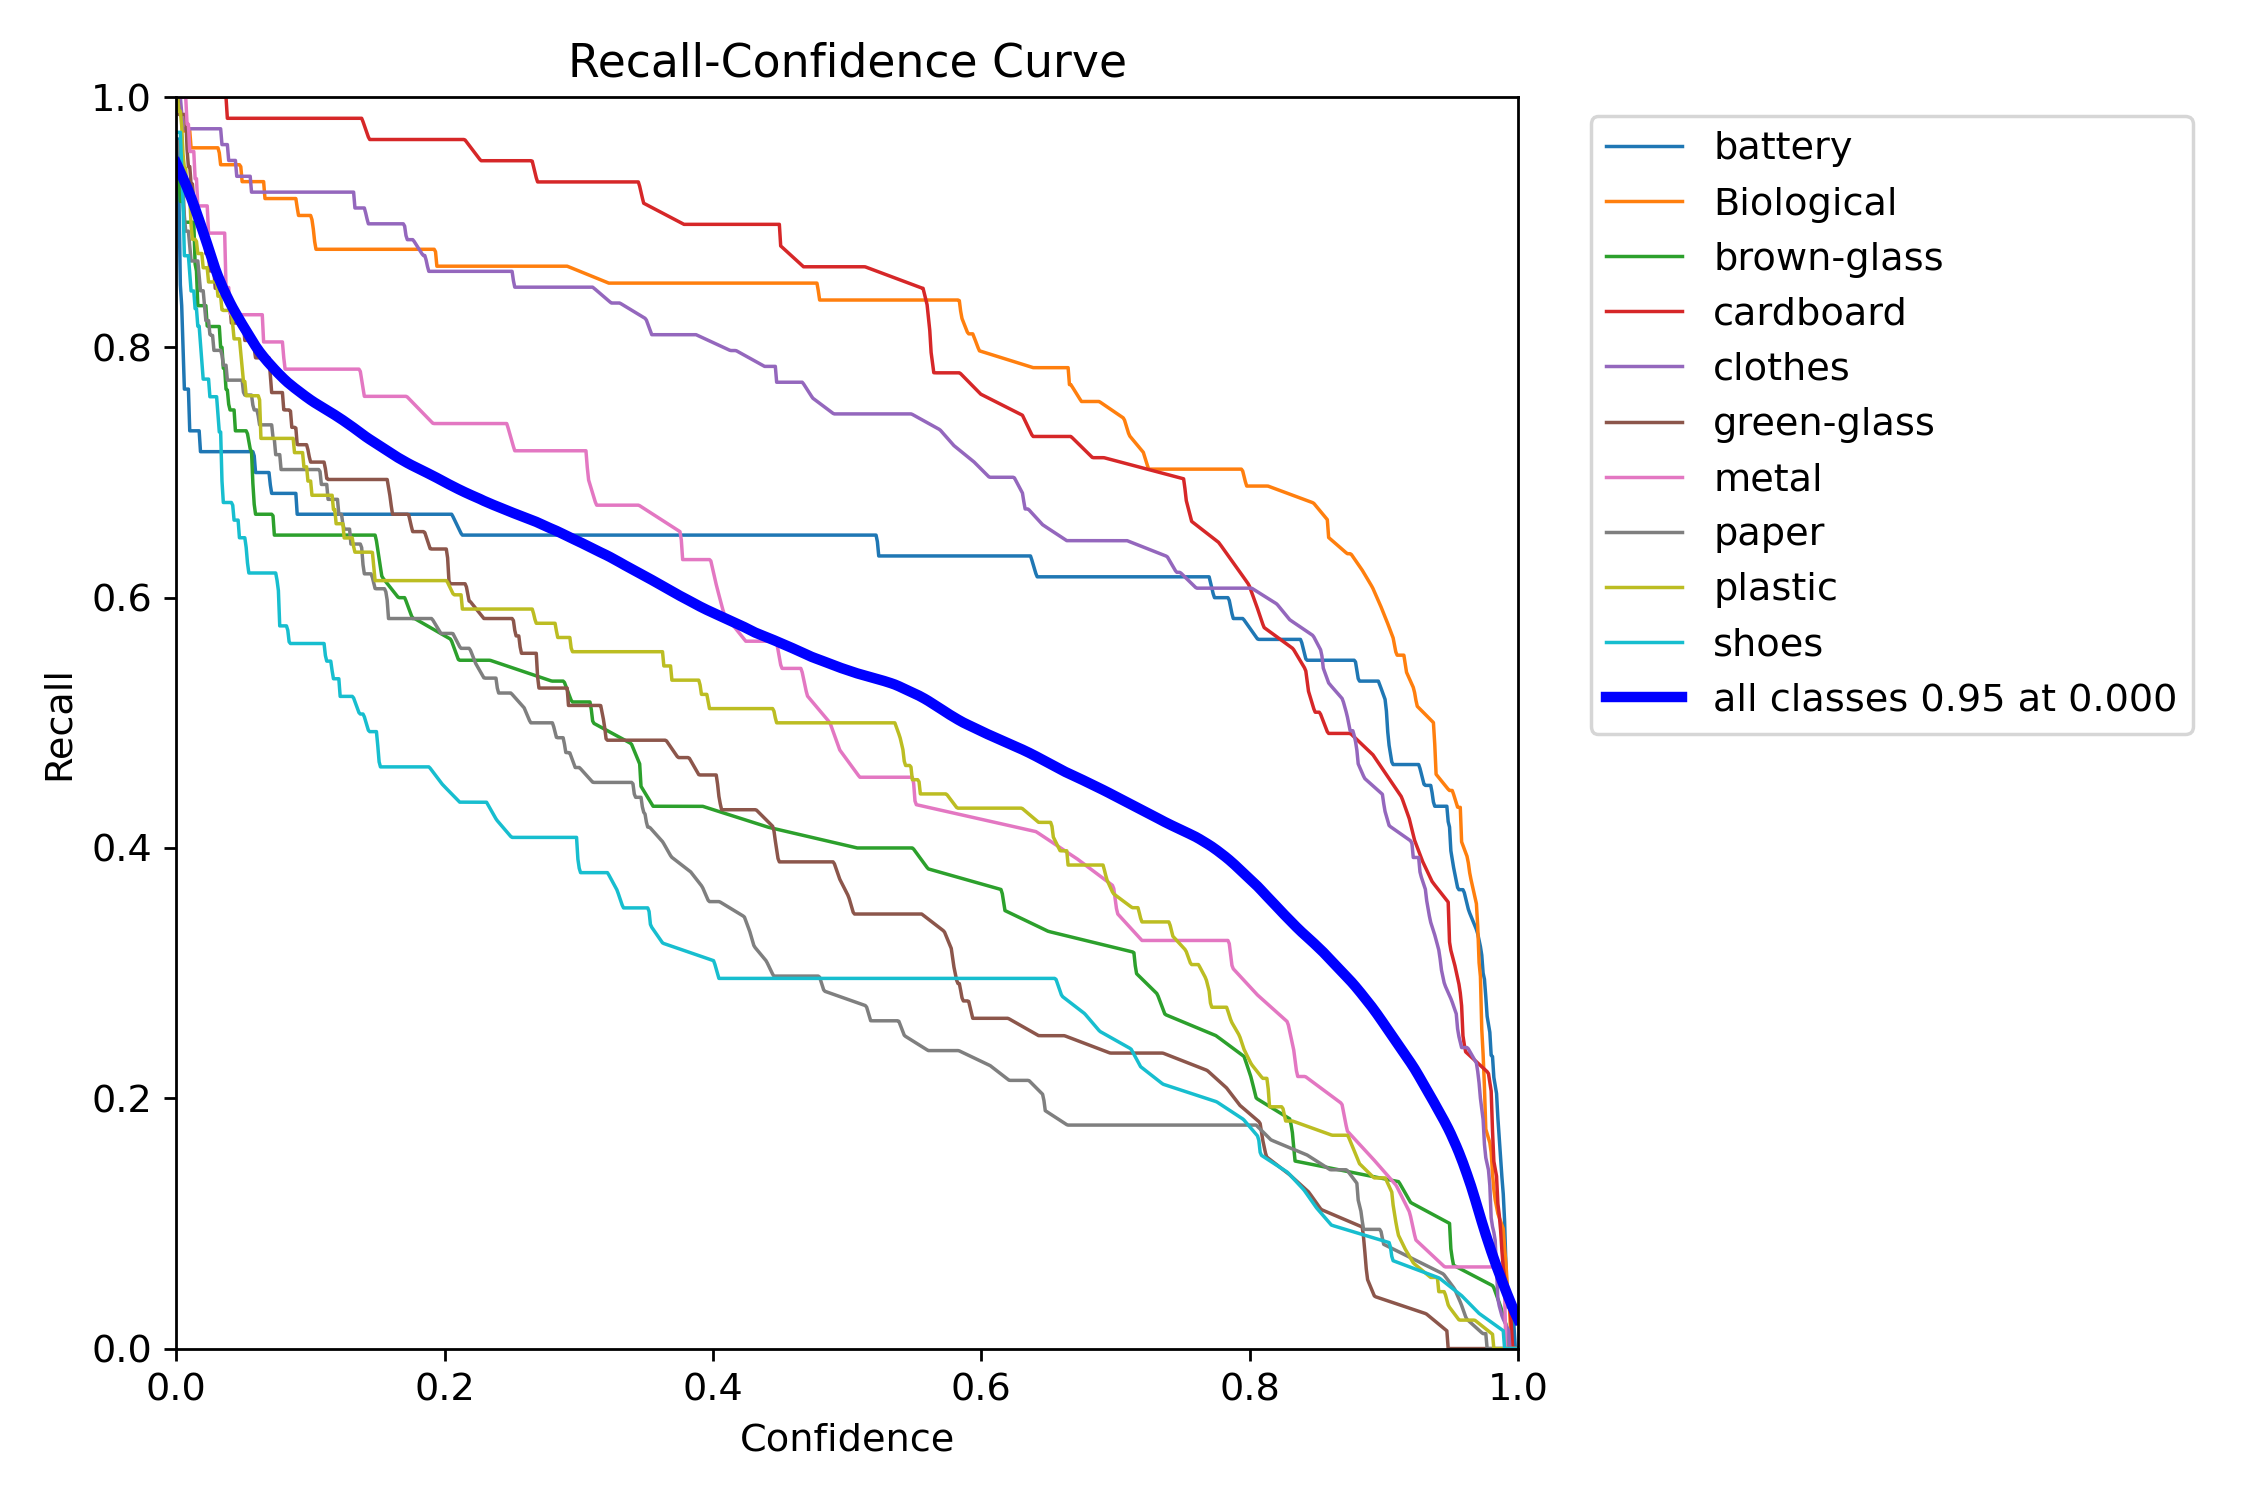 Recall-Confidence Curve
1.0
0.8
0.6
0.4
0.2
0.0
Recall
0.0 0.2 0.4 0.6 0.8 1.0
Confidence
battery
Biological
brown-glass
cardboard
clothes
green-glass
metal
paper
plastic
shoes
all classes 0.95 at 0.000